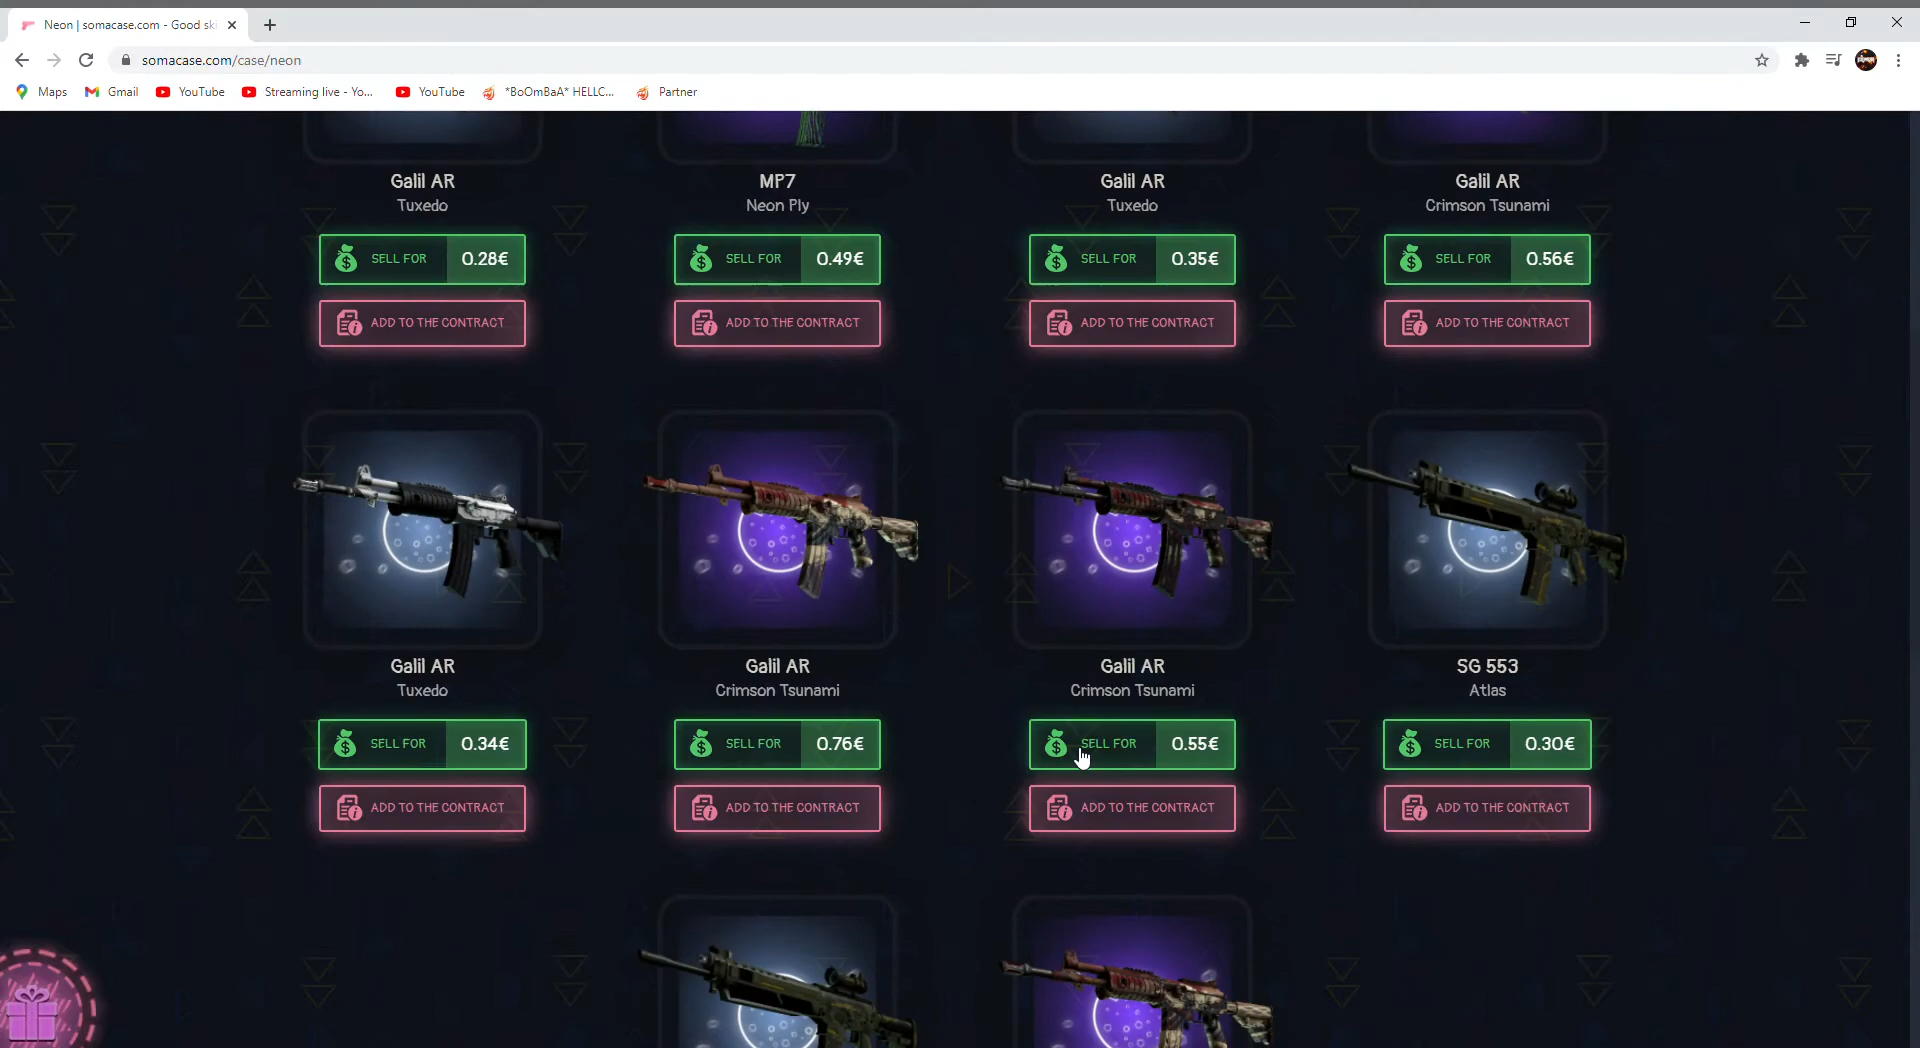 Neon | somacase.com - Good ski
somacase.com/case/neon
Maps Gmail YouTube Streaming live - Yo... YouTube *BoOmBaA* HELLC... Partner
Galil AR MP7 Galil AR Galil AR
Tuxedo Neon Ply Tuxedo Crimson Tsunami
SELL FOR 0.28€ SELL FOR 0.49€ SELL FOR 0.35€ SELL FOR 0.56€
ADD TO THE CONTRACT ADD TO THE CONTRACT ADD TO THE CONTRACT ADD TO THE CONTRACT
Galil AR Galil AR Galil AR SG 553
Tuxedo Crimson Tsunami Crimson Tsunami Atlas
SELL FOR 0.34€ SELL FOR 0.76€ SELL FOR 0.55€ SELL FOR 0.30€
ADD TO THE CONTRACT ADD TO THE CONTRACT ADD TO THE CONTRACT ADD TO THE CONTRACT